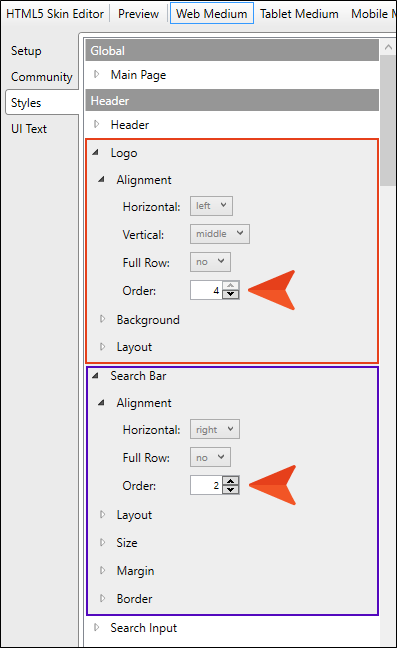 HTML5 Skin Editor Preview Web Medium Tablet Medium Mobile M
Setup
Community
Styles
UI Text
Global
Main Page
Header
Header
Logo
Alignment
Horizontal: left
Vertical: middle
Full Row: no
Order: 4
Background
Layout
Search Bar
Alignment
Horizontal: right
Full Row: no
Order: 2
Layout
Size
Margin
Border
Search Input